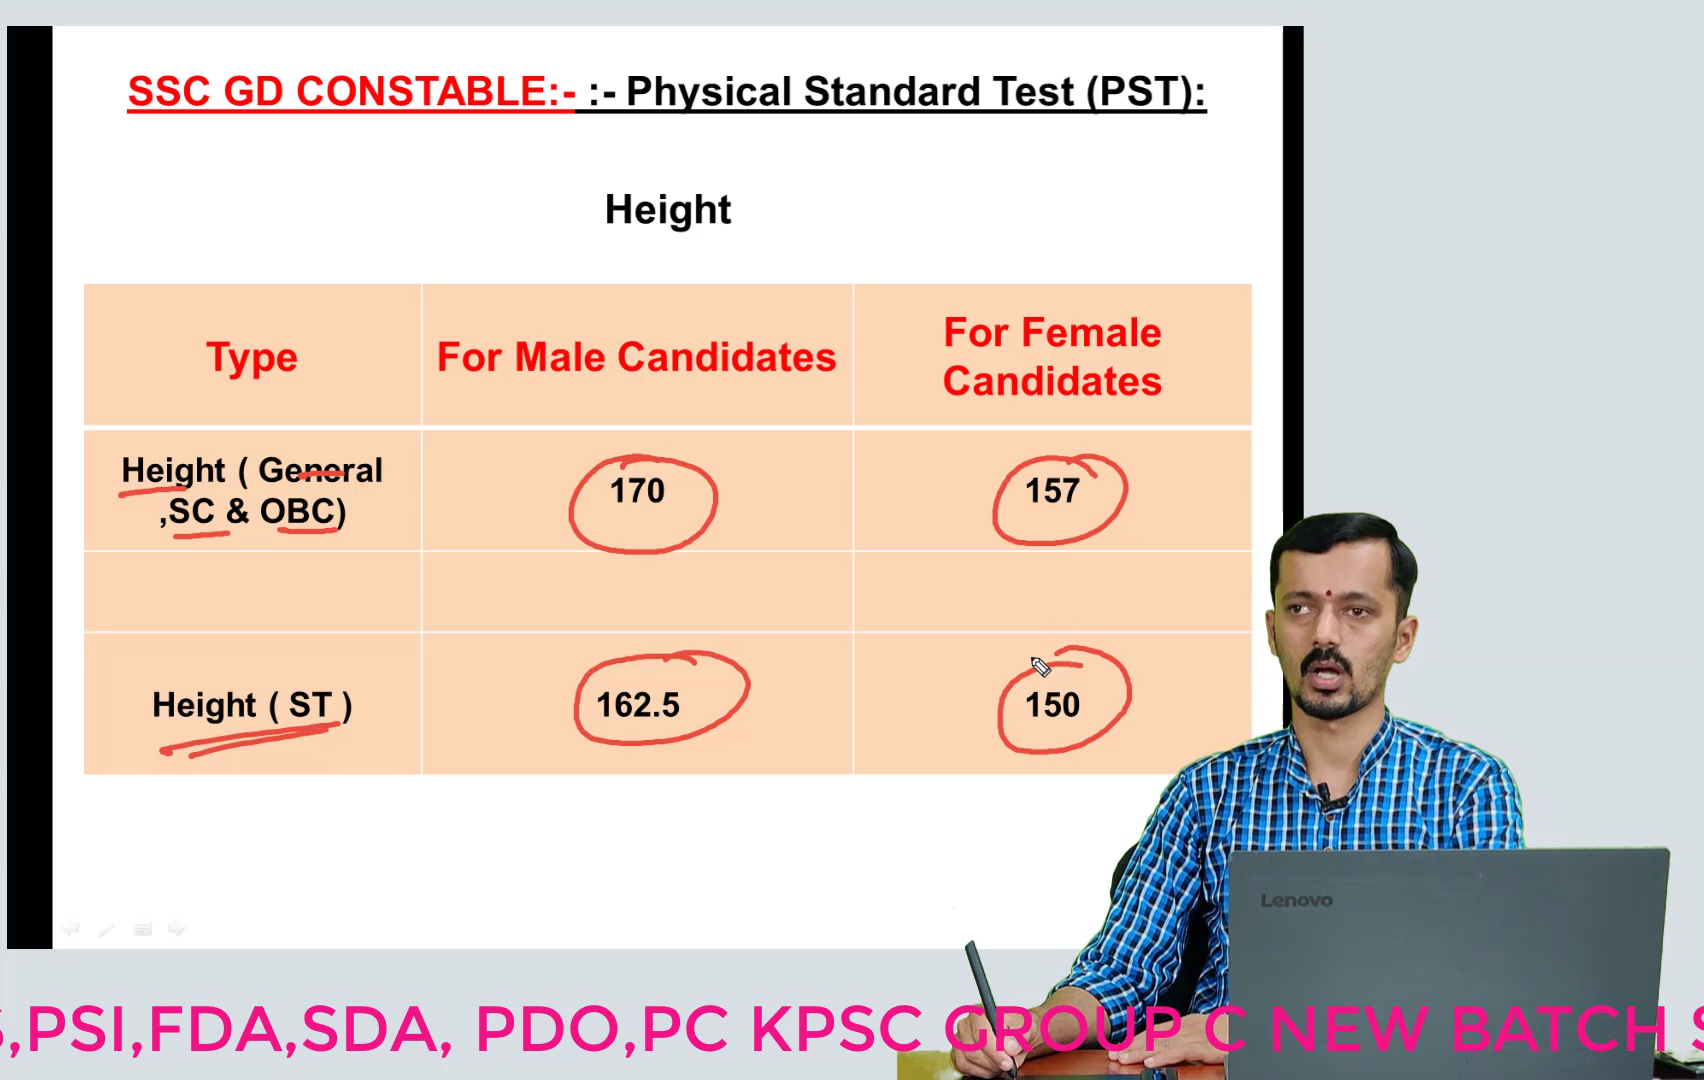 SSC GD CONSTABLE:- :- Physical Standard Test (PST):
Height
Type
For Male Candidates
For Female
Candidates
Height ( General
,SC & OBC)
170
157
Height ( ST )
162.5
150
Lenovo
,PSI,FDA,SDA, PDO,PC KPSC GROUP C NEW BATCH